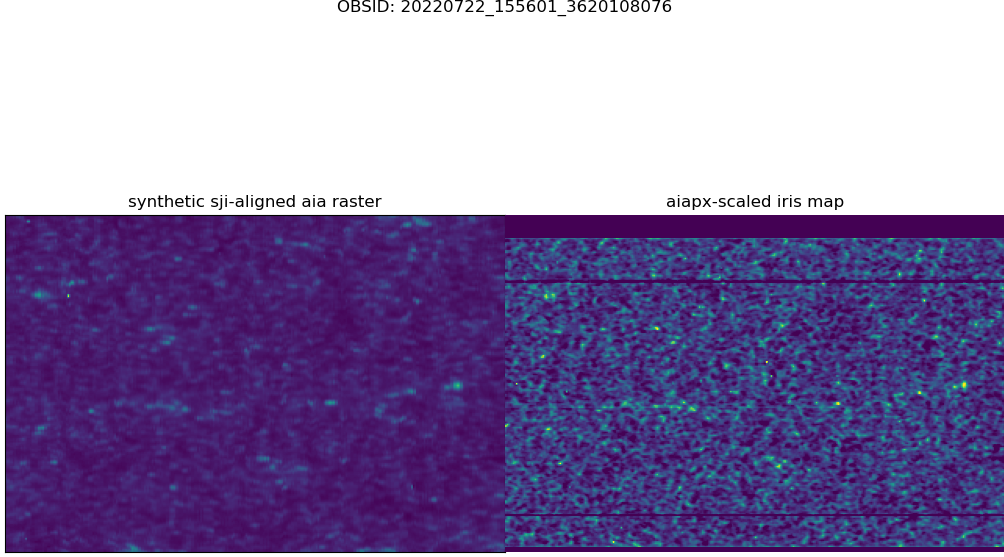 OBSID: 20220722_155601_3620108076
synthetic sji-aligned aia raster
aiapx-scaled iris map